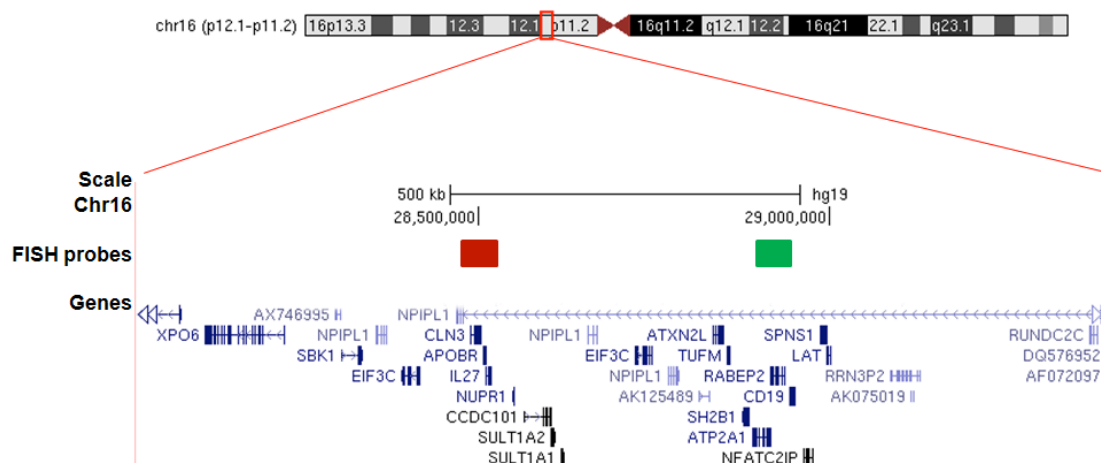 chr16 (p12.1-p11.2) 16p13.3 12.3 12.1 p11.2 16q11.2 q12.1 12.2 16q21 22.1 q23.1
Scale 500 kb hg19
Chr16 28,500,000 29,000,000
FISH probes
Genes
AX746995 NPIPL1
XPO6 NPIPL1 CLN3 NPIPL1 ATXN2L SPNS1 RUNDC2C
SBK1 APOBR EIF3C TUFM LAT DQ576952
EIF3C IL27 NPIPL1 RABEP2 RRN3P2 AF072097
NUPR1 AK125489 CD19 AK075019
CCDC101 SH2B1
SULT1A2 ATP2A1
SULT1A1 NFATC2IP